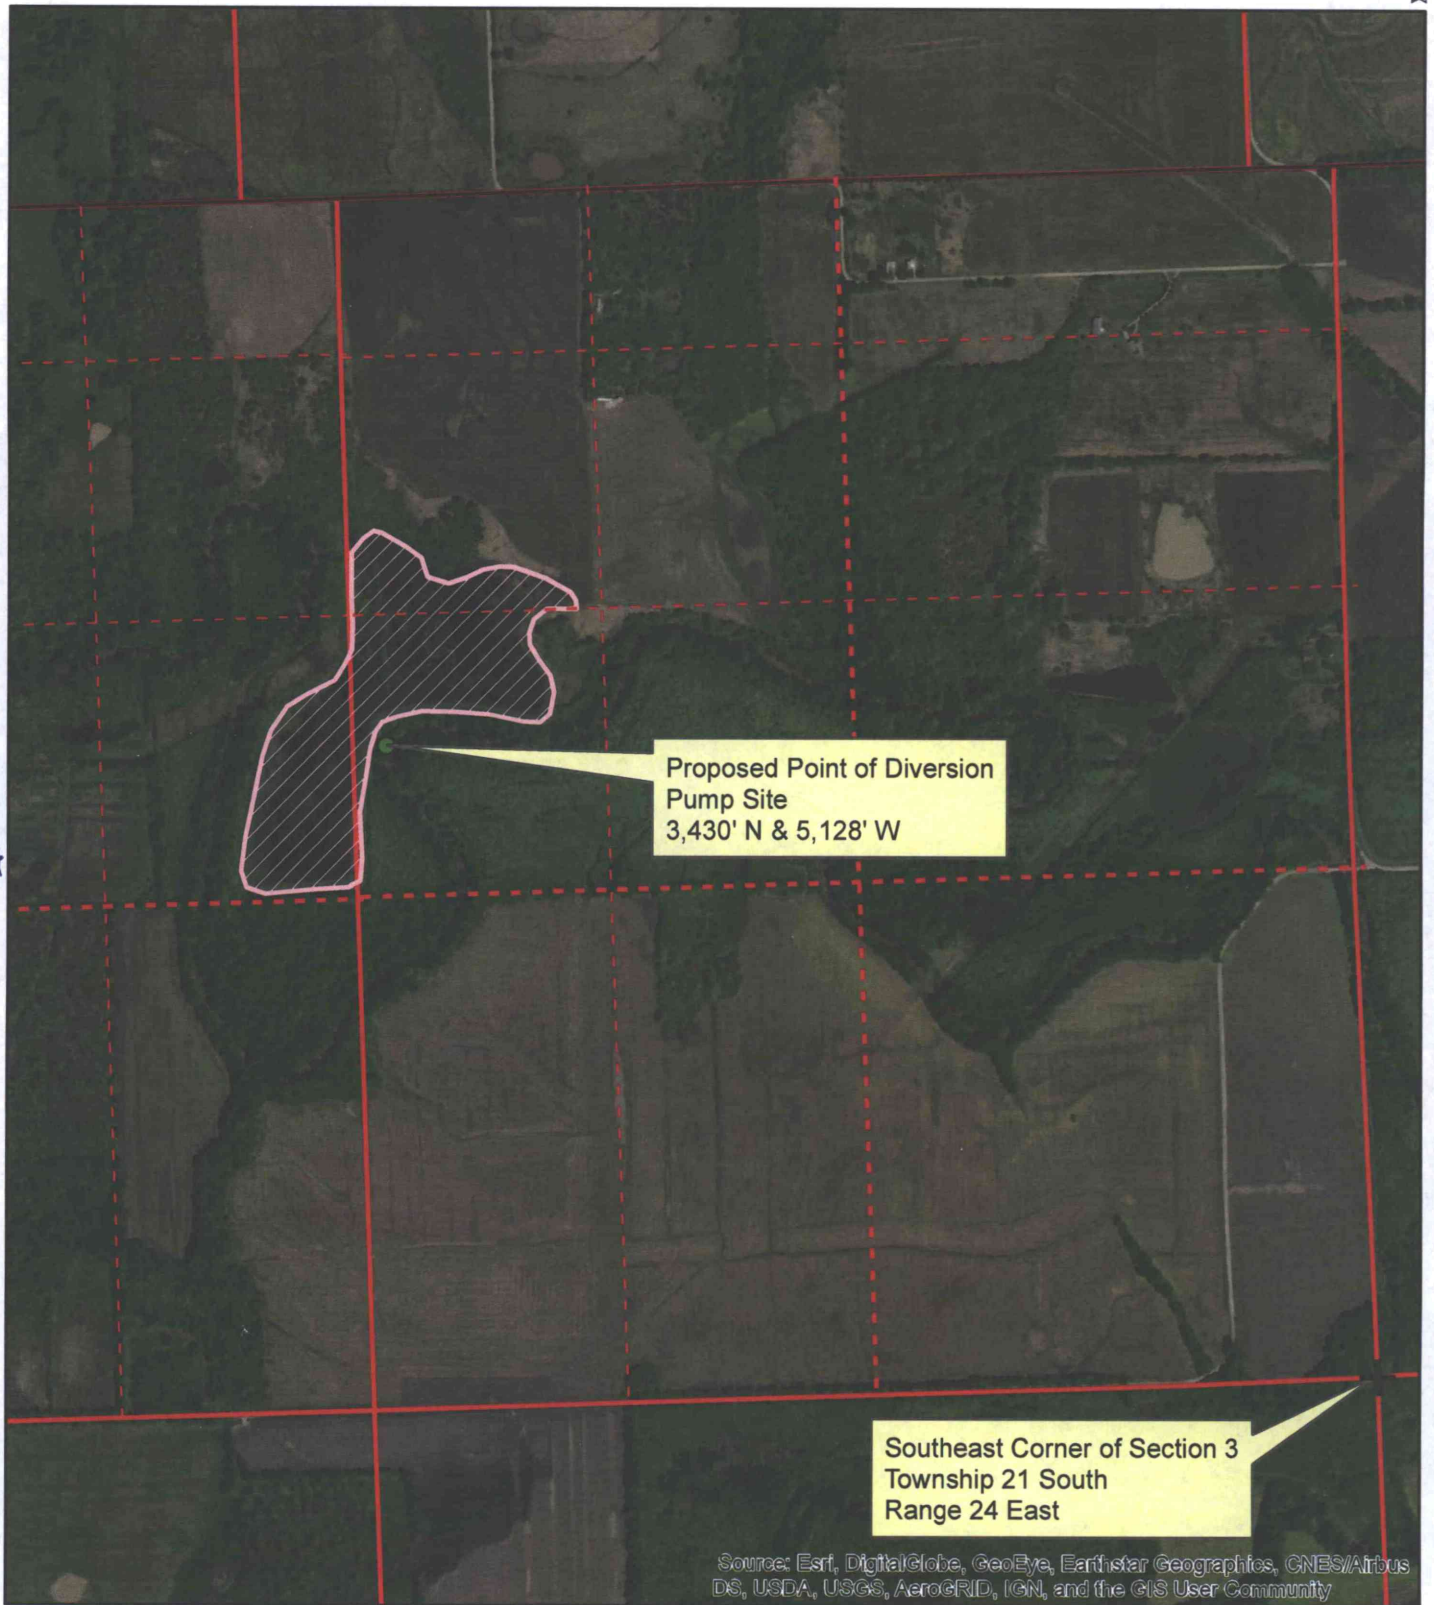 Proposed Point of Diversion
Pump Site
3,430' N & 5,128' W
Southeast Corner of Section 3
Township 21 South
Range 24 East
Source: Esri, DigitalGlobe, GeoEye, Earthstar Geographics, CNES/Airbus
DS, USDA, USGS, AeroGRID, IGN, and the GIS User Community